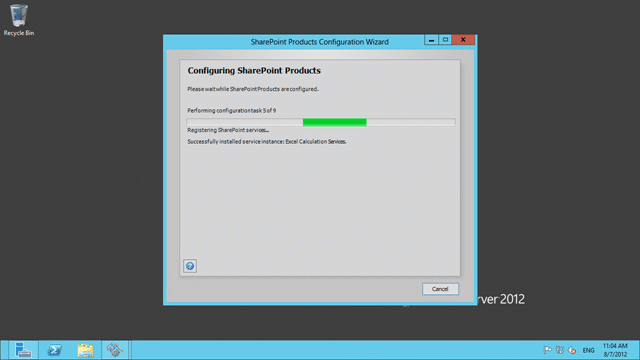 Recycle Bin
SharePoint Products Configuration Wizard
Configuring SharePoint Products
Please wait while SharePoint Products are configured.
Performing configuration task 5 of 9
Registering SharePoint services...
Successfully installed service instance: Excel Calculation Services.
Cancel
rver 2012
ENG
11:04 AM
8/7/2012